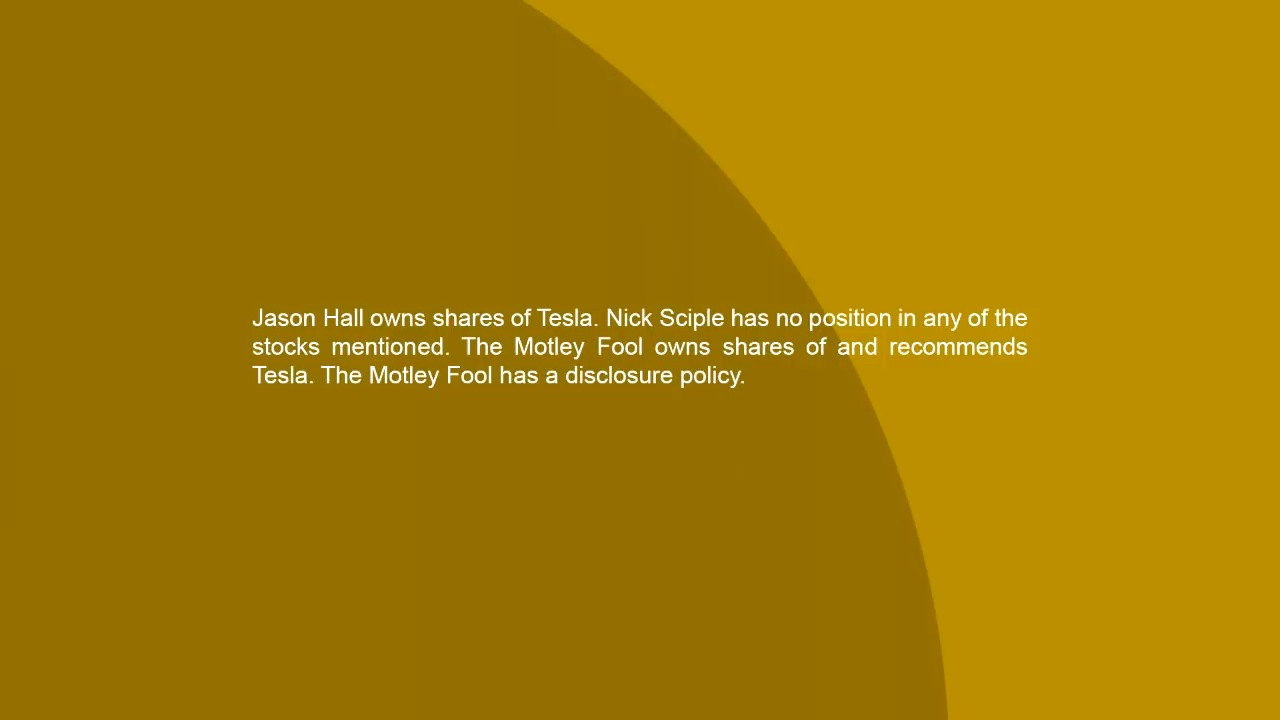 Jason Hall owns shares of Tesla. Nick Sciple has no position in any of the
stocks mentioned. The Motley Fool owns shares of and recommends
Tesla. The Motley Fool has a disclosure policy.